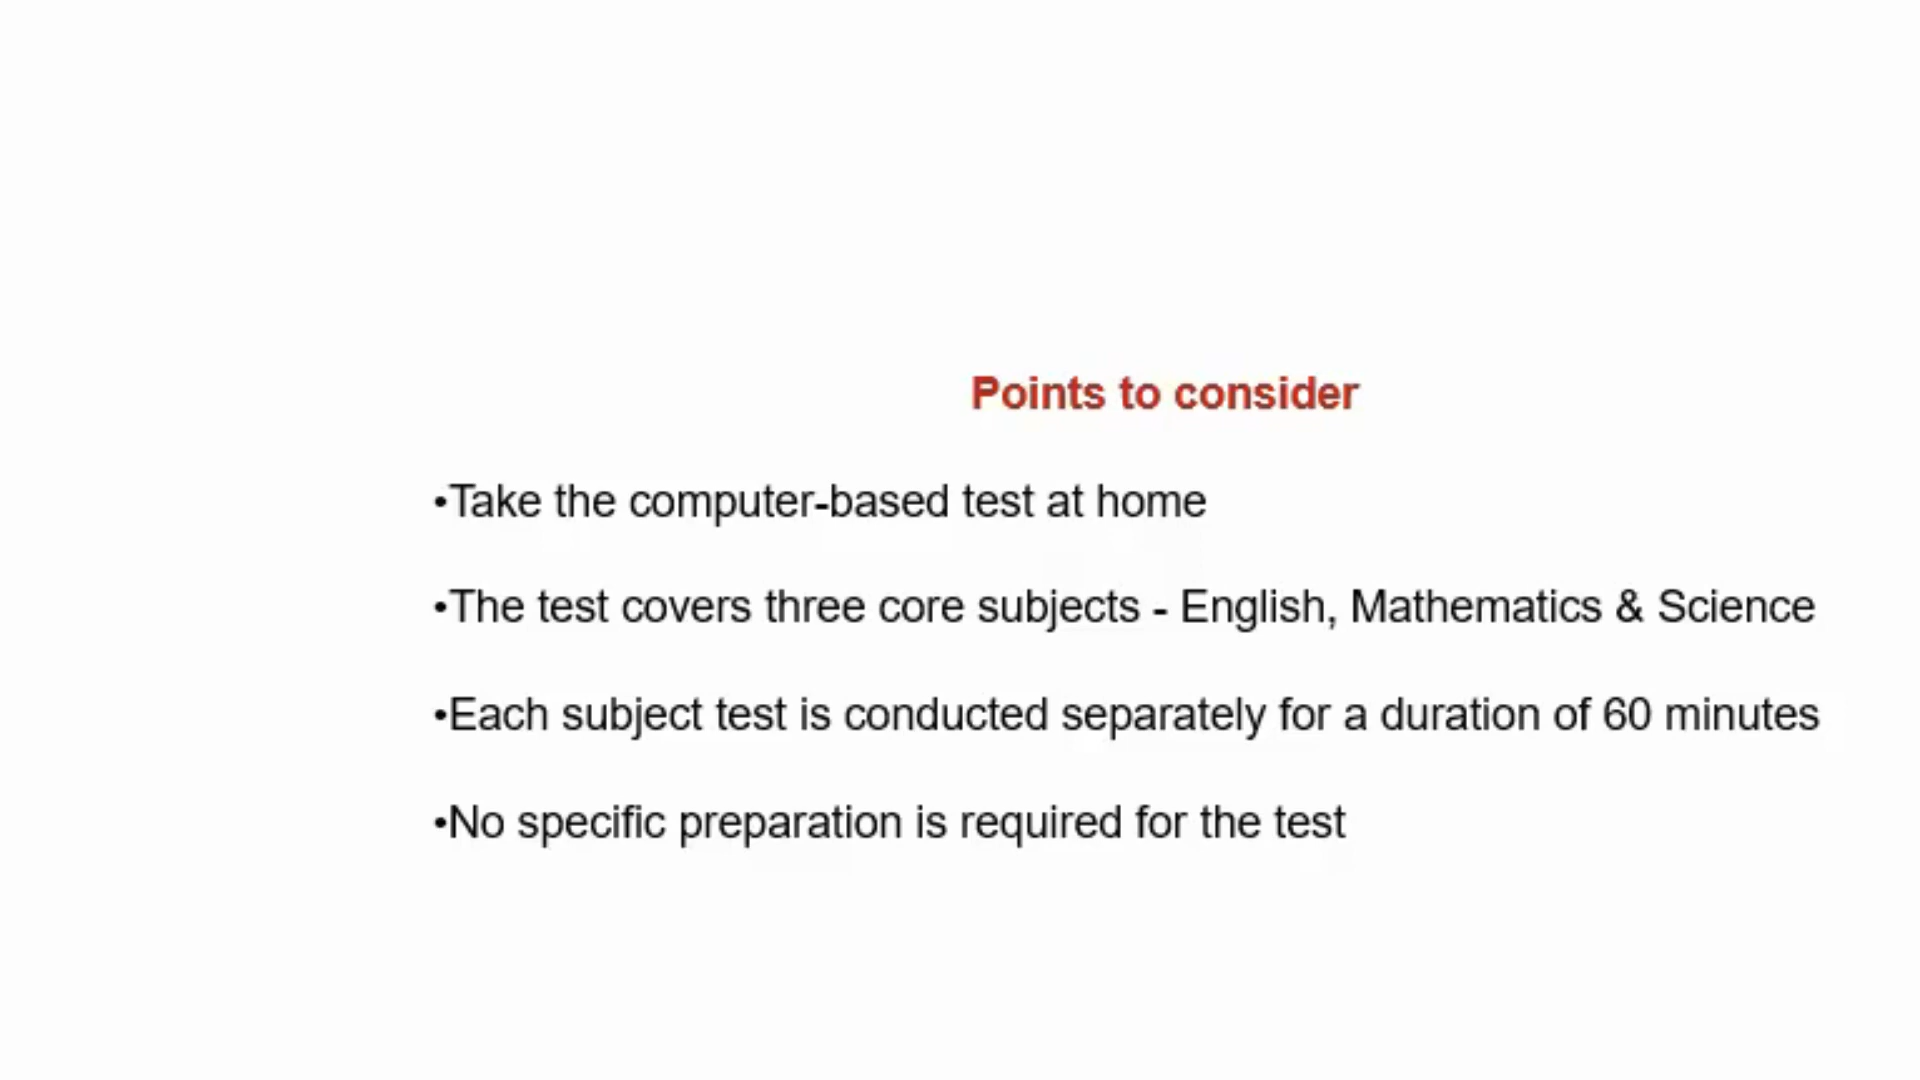 Points to consider
•Take the computer-based test at home
•The test covers three core subjects - English, Mathematics & Science
•Each subject test is conducted separately for a duration of 60 minutes
•No specific preparation is required for the test